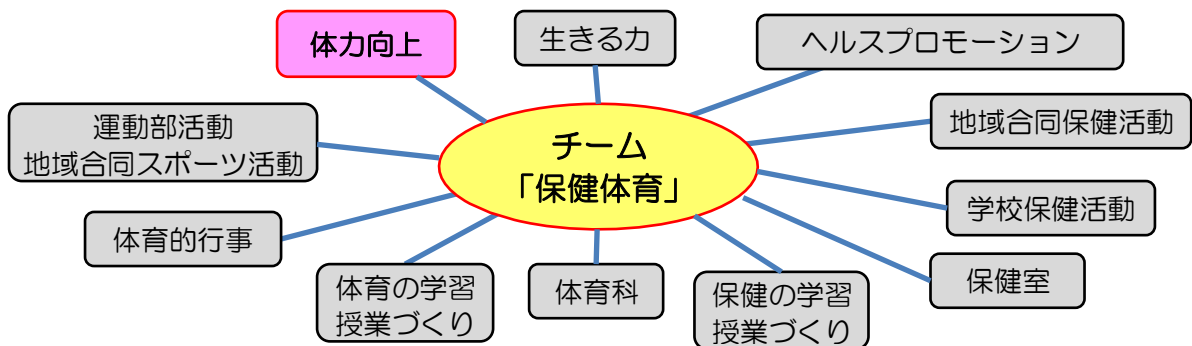 体力向上
生きる力
ヘルスプロモーション
運動部活動
地域合同スポーツ活動
地域合同保健活動
チーム
「保健体育」
体育的行事
学校保健活動
体育の学習
授業づくり
体育科
保健の学習
授業づくり
保健室